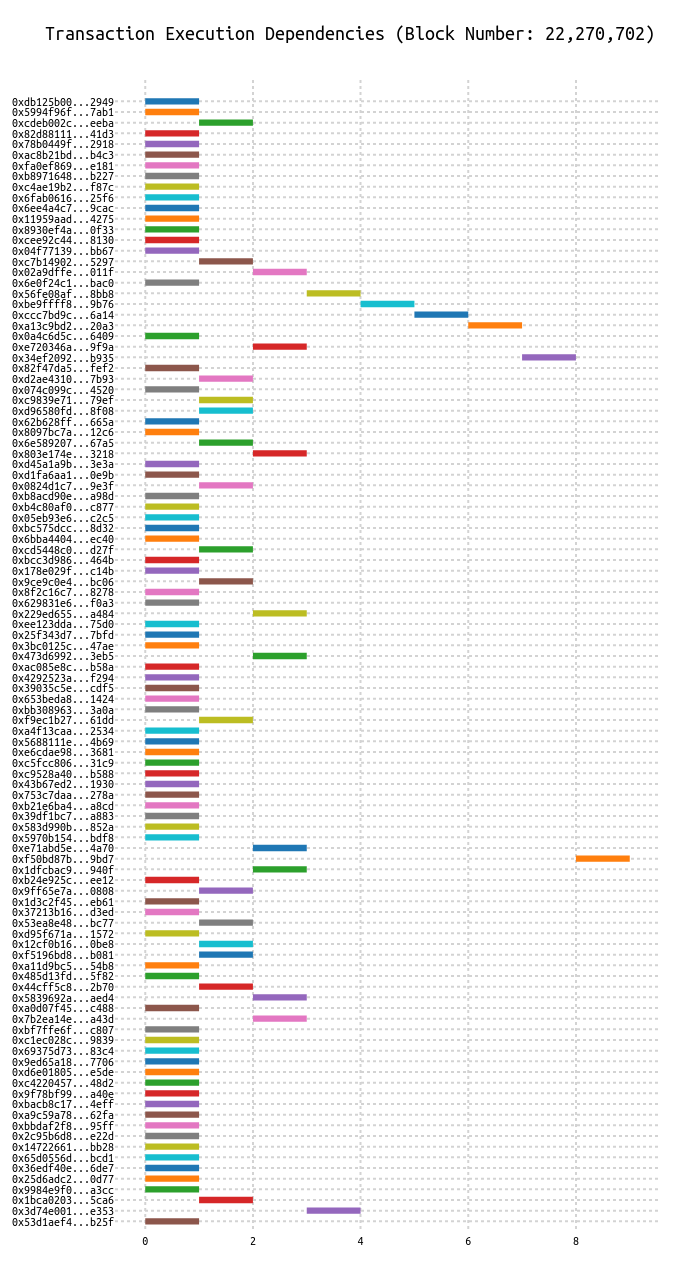 Transaction Execution Dependencies (Block Number: 22,270,702)
0xdb125b00...2949
0x5994f96f...7ab1
0xcdeb002c...eeba
0x82d88111...41d3
0x78b0449f...2918
0xac8b21bd...b4c3
0xfa0ef869...e181
0xb8971648...b227
0xc4ae19b2...f87c
0x6fab0616...25f6
0x6ee4a4c7...9cac
0x11959aad...4275
0x8930ef4a...0f33
0xcee92c44...8130
0x04f77139...bb67
0xc7b14902...5297
0x02a9dffe...011f
0x6e0f24c1...bac0
0x56fe08af...8bb8
0xbe9ffff8...9b76
0xccc7bd9c...6a14
0xa13c9bd2...20a3
0x0a4c6d5c...6409
0xe720346a...9f9a
0x34ef2092...b935
0x82f47da5...fef2
0xd2ae4310...7b93
0x074c099c...4520
0xc9839e71...79ef
0xd96580fd...8f08
0x62b628ff...665a
0x8097bc7a...12c6
0x6e589207...67a5
0x803e174e...3218
0xd45a1a9b...3e3a
0xd1fa6aa1...0e9b
0x0824d1c7...9e3f
0xb8acd90e...a98d
0xb4c80af0...c877
0x05eb93e6...c2c5
0xbc575dcc...8d32
0x6bba4404...ec40
0xcd5448c0...d27f
0xbcc3d986...464b
0x178e029f...c14b
0x9ce9c0e4...bc06
0x8f2c16c7...8278
0x629831e6...f0a3
0x229ed655...a484
0xee123dda...75d0
0x25f343d7...7bfd
0x3bc0125c...47ae
0x473d6992...3eb5
0xac085e8c...b58a
0x4292523a...f294
0x39035c5e...cdf5
0x653beda8...1424
0xbb308963...3a0a
0xf9ec1b27...61dd
0xa4f13caa...2534
0x5688111e...4b69
0xe6cdae98...3681
0xc5fcc806...31c9
0xc9528a40...b588
0x43b67ed2...1930
0x753c7daa...278a
0xb21e6ba4...a8cd
0x39df1bc7...a883
0x583d990b...852a
0x5970b154...bdf8
0xe71abd5e...4a70
0xf50bd87b...9bd7
0x1dfcbac9...940f
0xb24e925c...ee12
0x9ff65e7a...0808
0x1d3c2f45...eb61
0x37213b16...d3ed
0x53ea8e48...bc77
0xd95f671a...1572
0x12cf0b16...0be8
0xf5196bd8...b081
0xa11d9bc5...54b8
0x485d13fd...5f82
0x44cff5c8...2b70
0x5839692a...aed4
0xa0d07f45...c488
0x7b2ea14e...a43d
0xbf7ffe6f...c807
0xc1ec028c...9839
0x69375d73...83c4
0x9ed65a18...7706
0xd6e01805...e5de
0xc4220457...48d2
0x9f78bf99...a40e
0xbacb8c17...4eff
0xa9c59a78...62fa
0xbbdaf2f8...95ff
0x2c95b6d8...e22d
0x14722661...bb28
0x65d0556d...bcd1
0x36edf40e...6de7
0x25d6adc2...0d77
0x9984e9f0...a3cc
0x1bca0203...5ca6
0x3d74e001...e353
0x53d1aef4...b25f
0 2 4 6 8